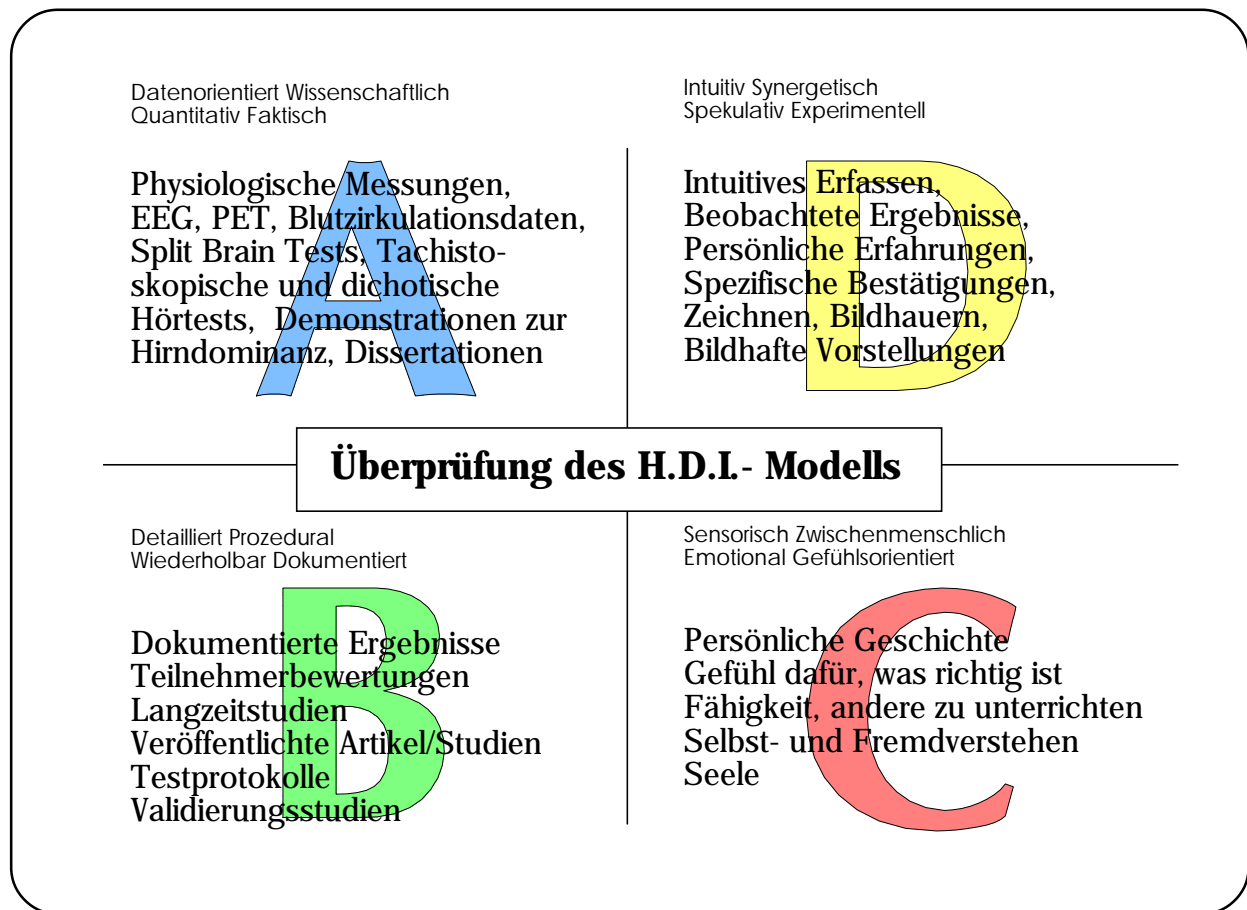 Datenorientiert Wissenschaftlich
Quantitativ Faktisch
Physiologische Messungen,
EEG, PET, Blutzirkulationsdaten,
Split Brain Tests, Tachisto-
skopische und dichotische
Hörtests, Demonstrationen zur
Hirndominanz, Dissertationen
A
Intuitiv Synergetisch
Spekulativ Experimentell
Intuitives Erfassen,
Beobachtete Ergebnisse,
Persönliche Erfahrungen,
Spezifische Bestätigungen,
Zeichnen, Bildhauern,
Bildhafte Vorstellungen
D
Überprüfung des H.D.I.- Modells
Detailliert Prozedural
Wiederholbar Dokumentiert
Dokumentierte Ergebnisse
Teilnehmerbewertungen
Langzeitstudien
Veröffentlichte Artikel/Studien
Testprotokolle
Validierungsstudien
B
Sensorisch Zwischenmenschlich
Emotional Gefühlsorientiert
Persönliche Geschichte
Gefühl dafür, was richtig ist
Fähigkeit, andere zu unterrichten
Selbst- und Fremdverstehen
Seele
C